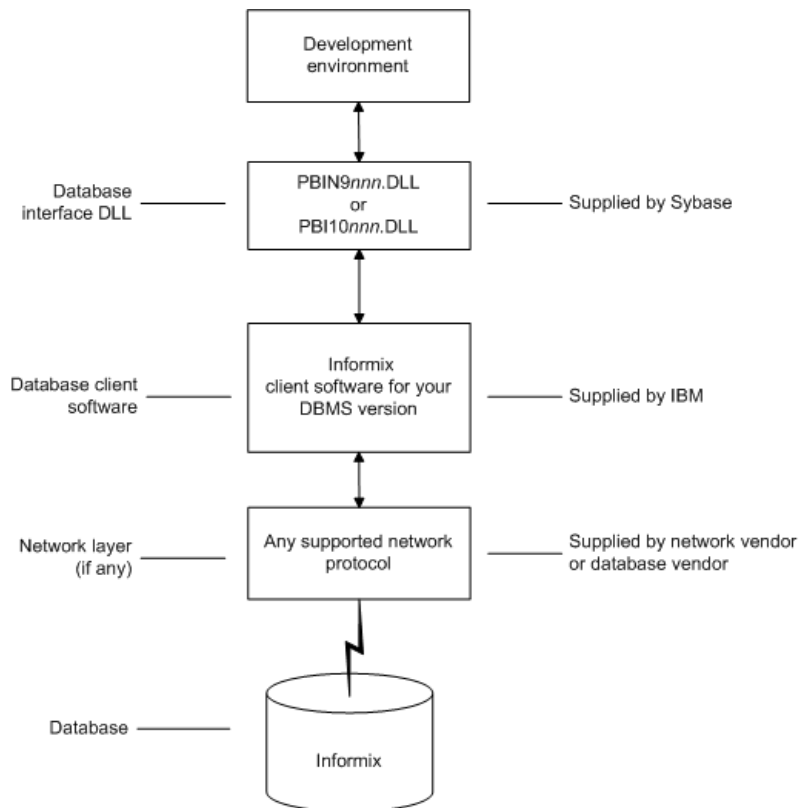 Development
environment
Database
interface DLL
PBIN9nnn.DLL
or
PBI10nnn.DLL
Supplied by Sybase
Database client
software
Informix
client software for your
DBMS version
Supplied by IBM
Network layer
(if any)
Any supported network
protocol
Supplied by network vendor
or database vendor
Database
Informix